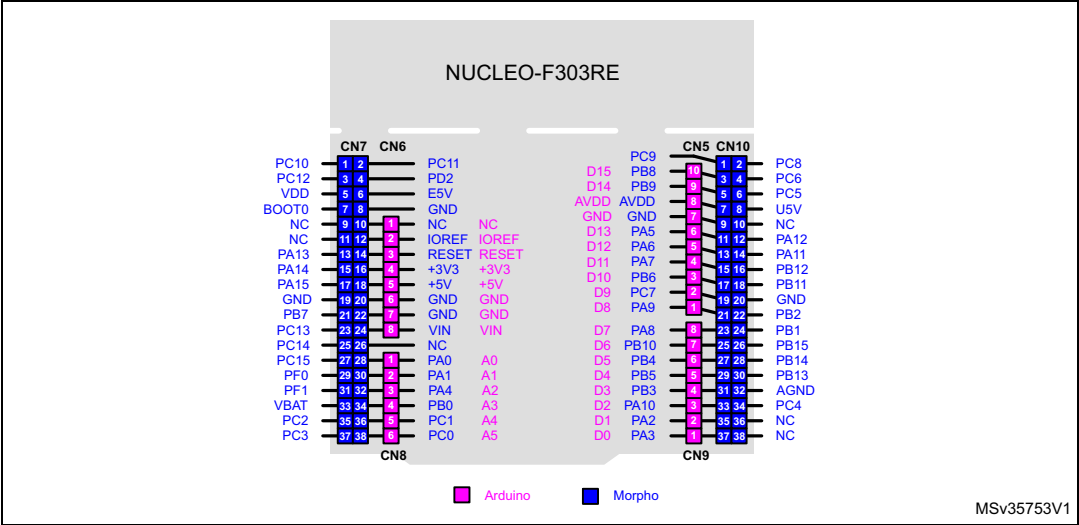 NUCLEO-F303RE
CN7 CN6 CN5 CN10
PC9
PC10 1 2 PC11 D15 PB8 10 1 2 PC8
PC12 3 4 PD2 D14 PB9 9 3 4 PC6
VDD 5 6 E5V AVDD AVDD 8 5 6 PC5
BOOT0 7 8 GND GND GND 7 7 8 U5V
NC 9 10 1 NC NC D13 PA5 6 9 10 NC
NC 11 12 2 IOREF IOREF D12 PA6 5 11 12 PA12
PA13 13 14 3 RESET RESET D11 PA7 4 13 14 PA11
PA14 15 16 4 +3V3 +3V3 D10 PB6 3 15 16 PB12
PA15 17 18 5 +5V +5V D9 PC7 2 17 18 PB11
GND 19 20 6 GND GND D8 PA9 1 19 20 GND
PB7 21 22 7 GND GND 21 22 PB2
PC13 23 24 8 VIN VIN D7 PA8 8 23 24 PB1
PC14 25 26 NC D6 PB10 7 25 26 PB15
PC15 27 28 1 PA0 A0 D5 PB4 6 27 28 PB14
PF0 29 30 2 PA1 A1 D4 PB5 5 29 30 PB13
PF1 31 32 3 PA4 A2 D3 PB3 4 31 32 AGND
VBAT 33 34 4 PB0 A3 D2 PA10 3 33 34 PC4
PC2 35 36 5 PC1 A4 D1 PA2 2 35 36 NC
PC3 37 38 6 PC0 A5 D0 PA3 1 37 38 NC
CN8 CN9
Arduino Morpho
MSv35753V1